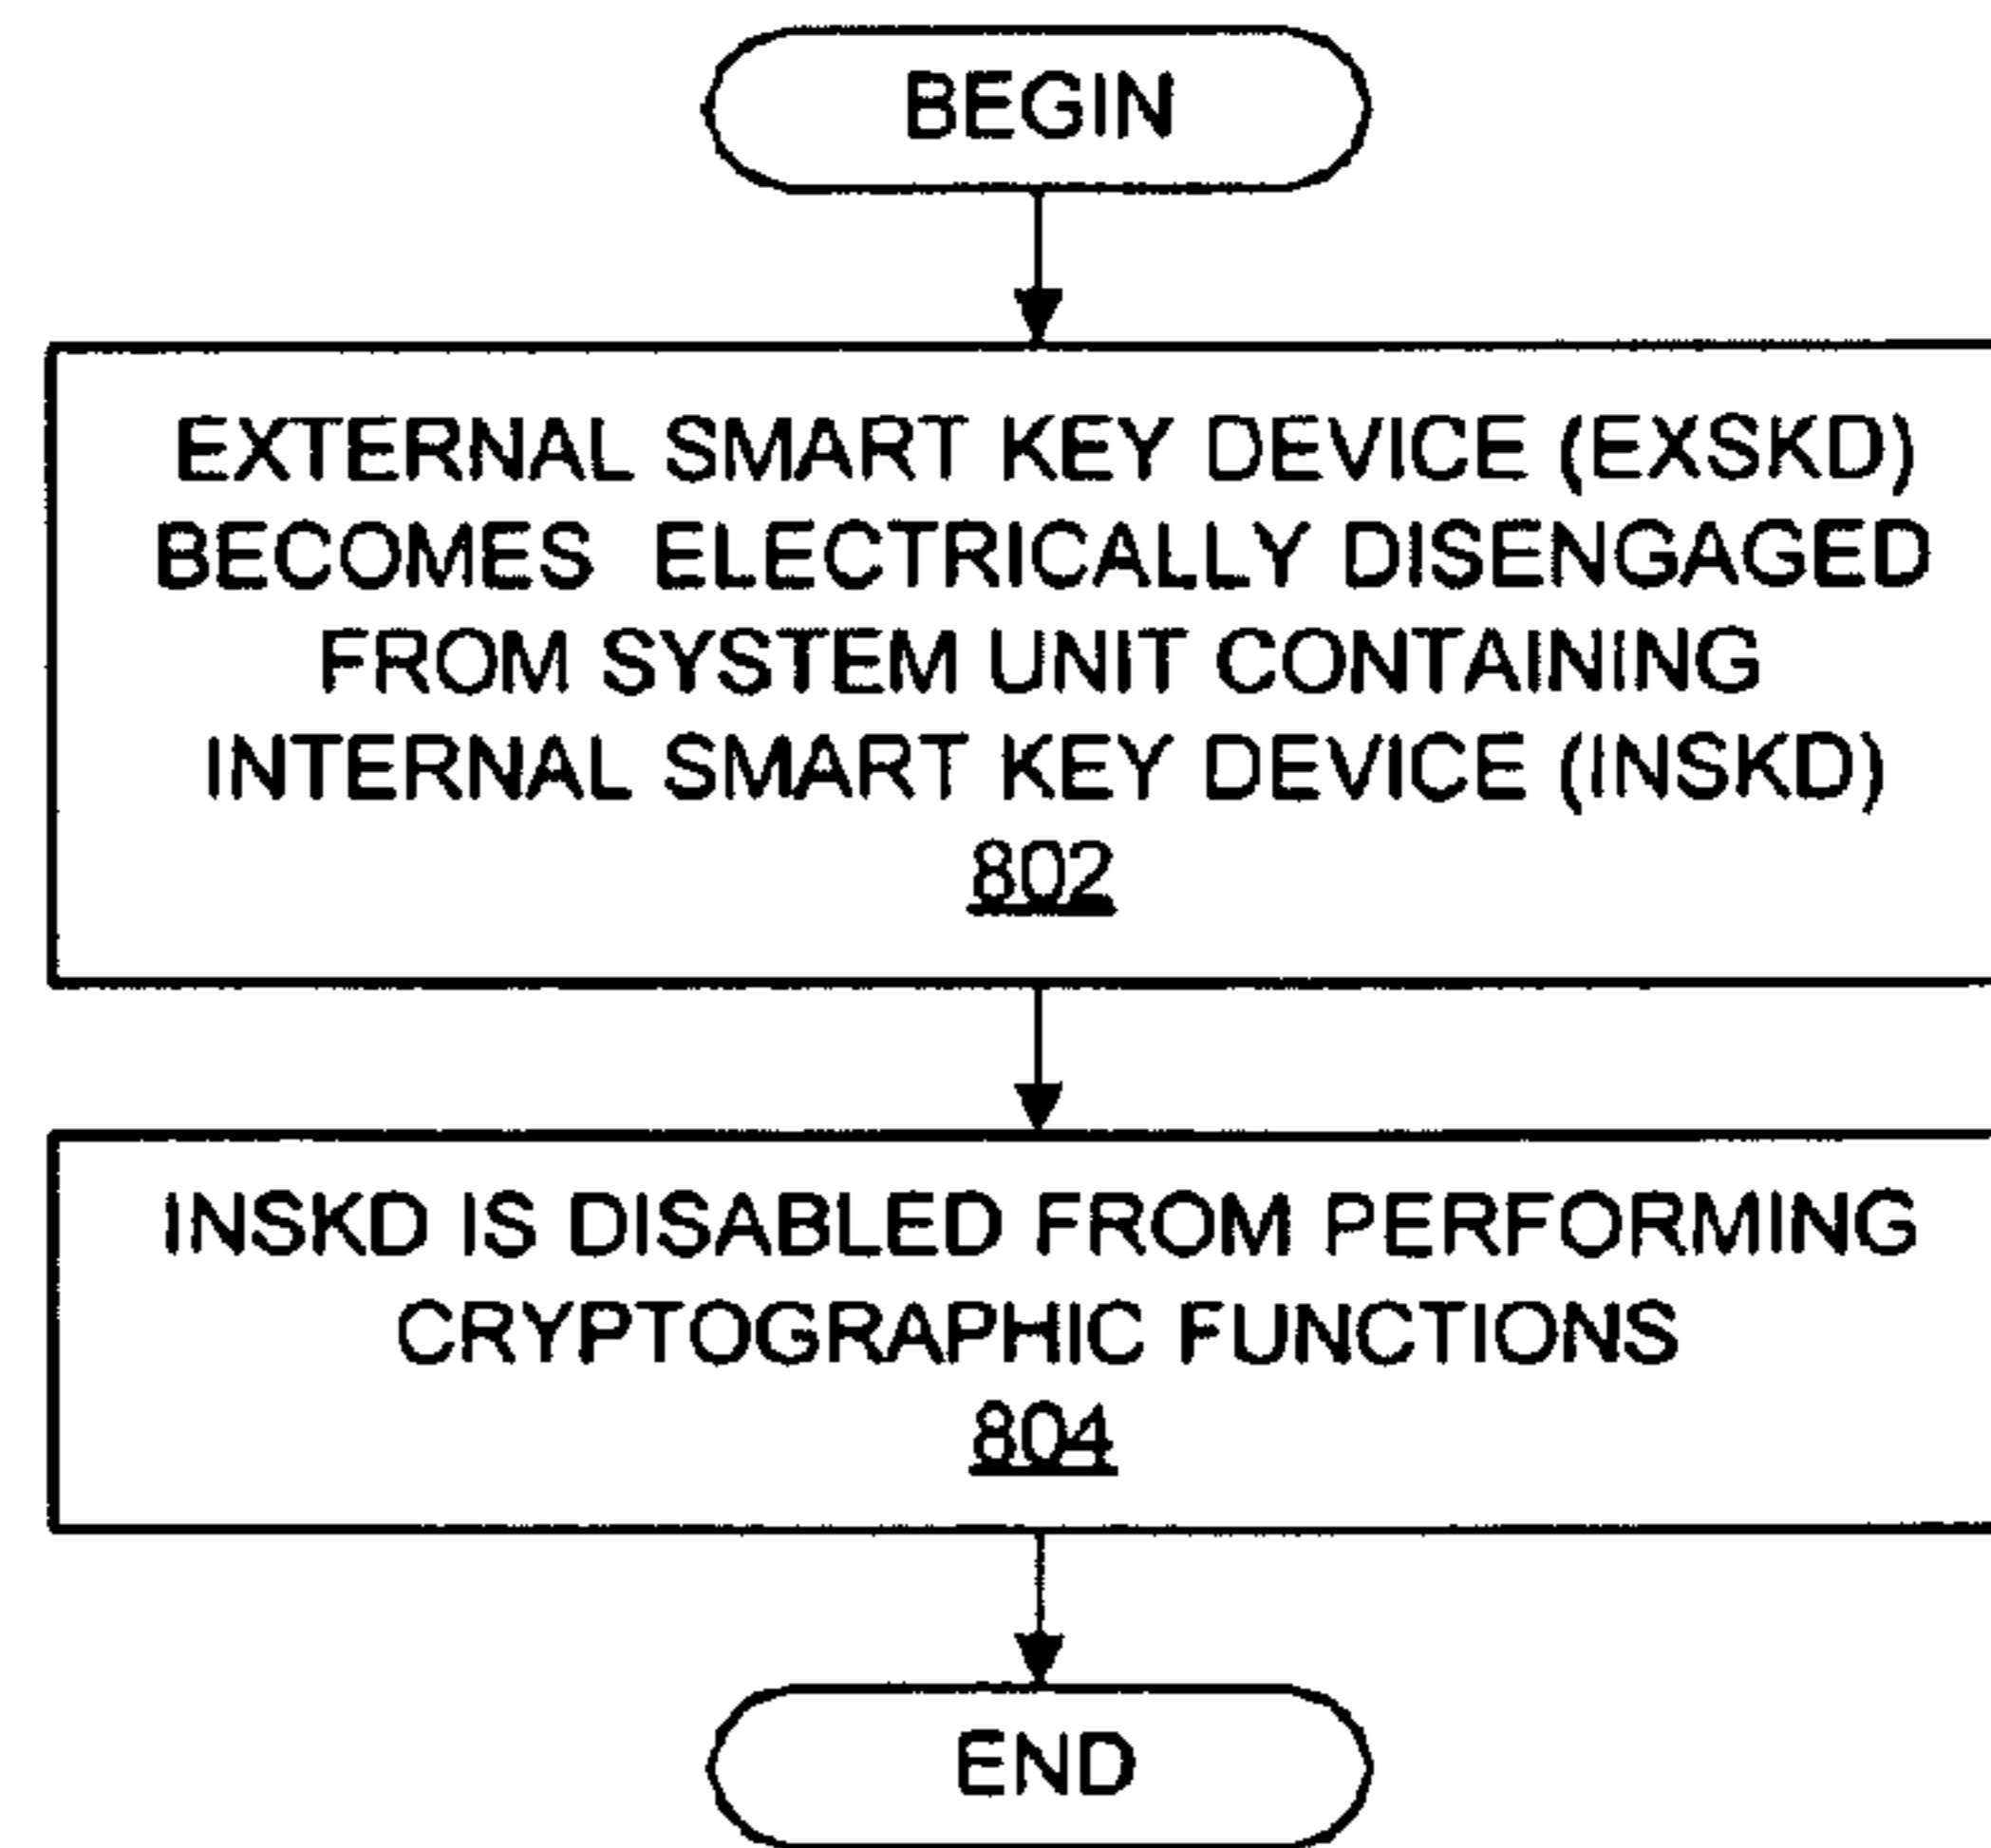 BEGIN
EXTERNAL SMART KEY DEVICE (EXSKD)
BECOMES ELECTRICALLY DISENGAGED
FROM SYSTEM UNIT CONTAINING
INTERNAL SMART KEY DEVICE (INSKD)
802
INSKD IS DISABLED FROM PERFORMING
CRYPTOGRAPHIC FUNCTIONS
804
END